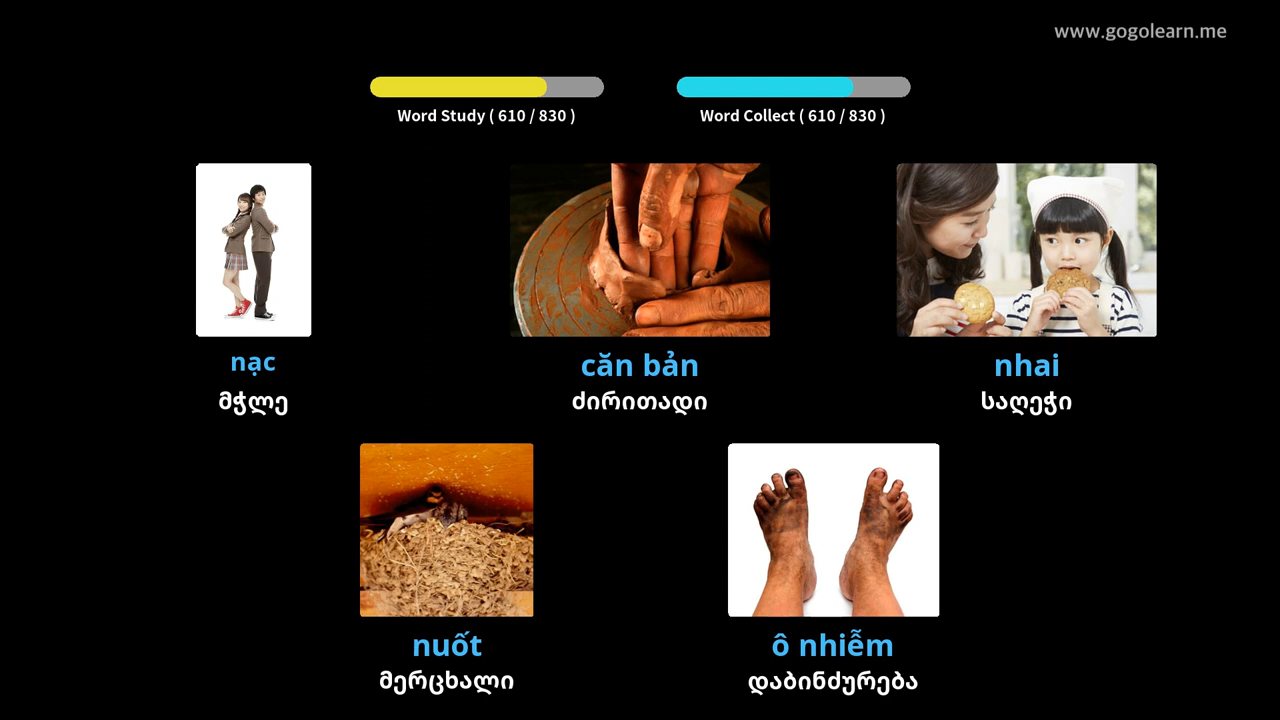 www.gogolearn.me
Word Study ( 610 / 830 )
Word Collect ( 610 / 830 )
nạc
მჭლე
căn bản
ძირითადი
nhai
საღეჭი
nuốt
მერცხალი
ô nhiễm
დაბინძურება